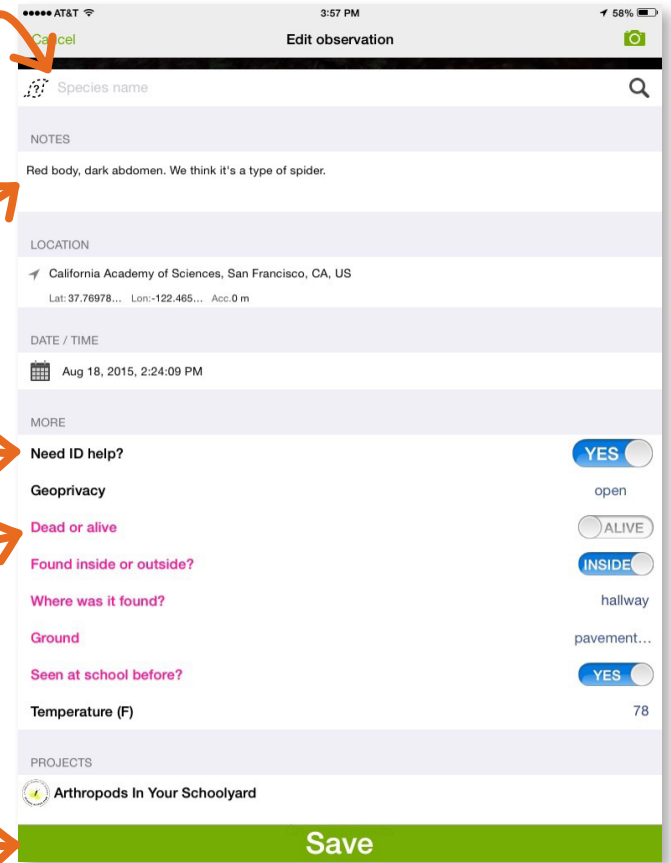 AT&T 3:57 PM 58%
Cancel Edit observation
Species name
NOTES
Red body, dark abdomen. We think it's a type of spider.
LOCATION
California Academy of Sciences, San Francisco, CA, US
Lat: 37.76978... Lon:-122.465... Acc.0 m
DATE / TIME
Aug 18, 2015, 2:24:09 PM
MORE
Need ID help? YES
Geoprivacy open
Dead or alive ALIVE
Found inside or outside? INSIDE
Where was it found? hallway
Ground pavement...
Seen at school before? YES
Temperature (F) 78
PROJECTS
Arthropods In Your Schoolyard
Save